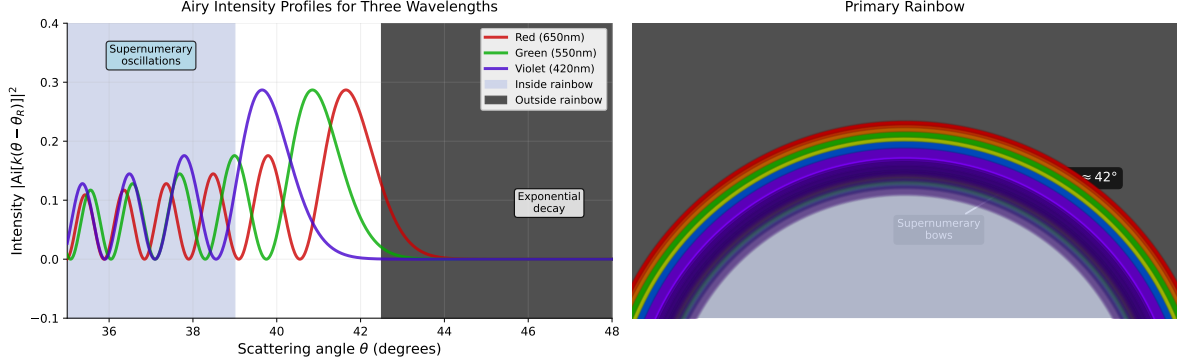 Airy Intensity Profiles for Three Wavelengths
Intensity |Ai[k(θ − θ_R)]|²
0.4
0.3
0.2
0.1
0.0
−0.1
Supernumerary
oscillations
Red (650nm)
Green (550nm)
Violet (420nm)
Inside rainbow
Outside rainbow
Exponential
decay
36
38
40
42
44
46
48
Scattering angle θ (degrees)
Primary Rainbow
≈ 42°
Supernumerary
bows